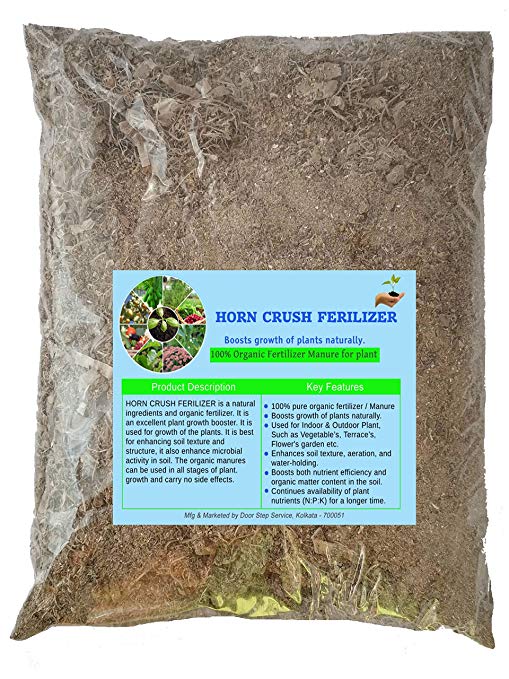 HORN CRUSH FERILIZER
Boosts growth of plants naturally.
100% Organic Fertilizer Manure for plant
Product Description
HORN CRUSH FERILIZER is a natural
ingredients and organic fertilizer. It is
an excellent plant growth booster. It is
used for growth of the plants. It is best
for enhancing soil texture and
structure, it also enhance microbial
activity in soil. The organic manures
can be used in all stages of plant.
growth and carry no side effects.
Key Features
100% pure organic fertilizer / Manure
Boosts growth of plants naturally.
Used for Indoor & Outdoor Plant,
Such as Vegetable's, Terrace's,
Flower's garden etc.
Enhances soil texture, aeration, and
water-holding.
Boosts both nutrient efficiency and
organic matter content in the soil.
Continues availability of plant
nutrients (N:P:K) for a longer time.
Mfg & Marketed by Door Step Service, Kolkata - 700051